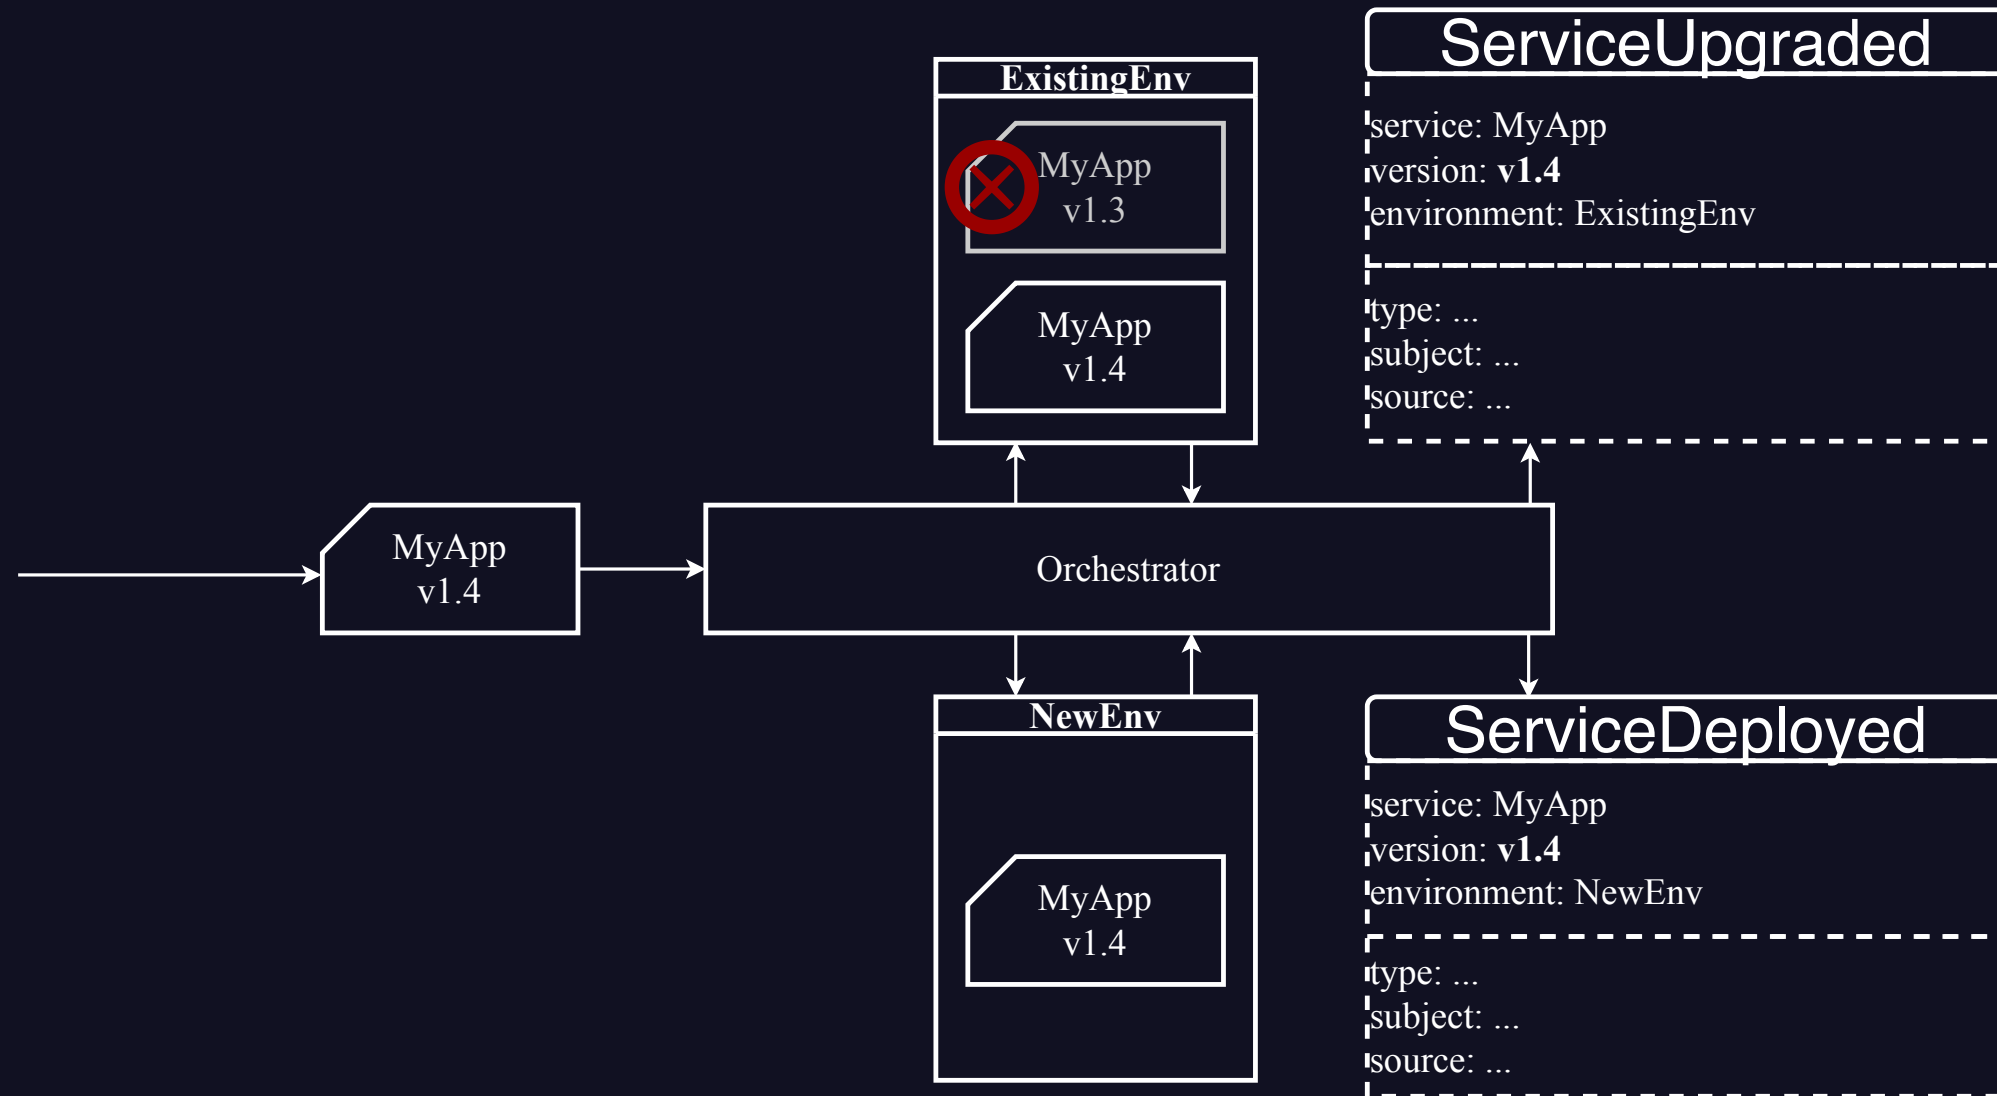 ExistingEnv
MyApp
v1.3
MyApp
v1.4
ServiceUpgraded
service: MyApp
version: v1.4
environment: ExistingEnv
type: ...
subject: ...
source: ...
MyApp
v1.4
Orchestrator
NewEnv
MyApp
v1.4
ServiceDeployed
service: MyApp
version: v1.4
environment: NewEnv
type: ...
subject: ...
source: ...